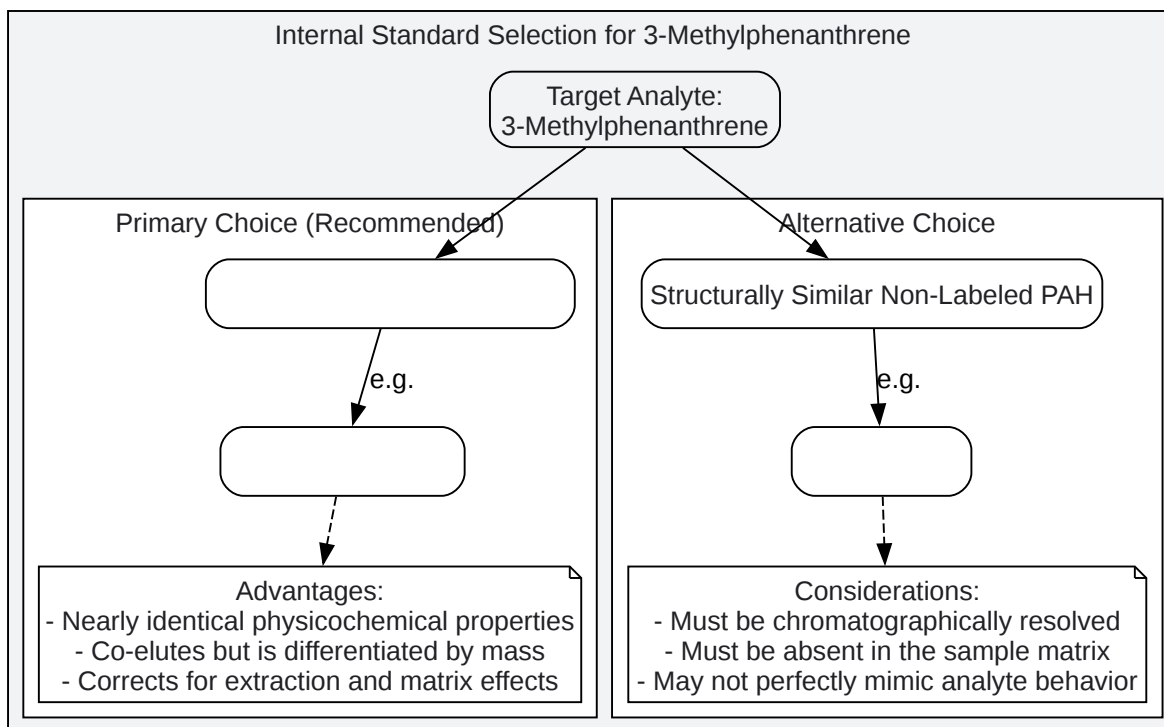 Internal Standard Selection for 3-Methylphenanthrene
Target Analyte:
3-Methylphenanthrene
Primary Choice (Recommended)
e.g.
Advantages:
- Nearly identical physicochemical properties
- Co-elutes but is differentiated by mass
- Corrects for extraction and matrix effects
Alternative Choice
Structurally Similar Non-Labeled PAH
e.g.
Considerations:
- Must be chromatographically resolved
- Must be absent in the sample matrix
- May not perfectly mimic analyte behavior